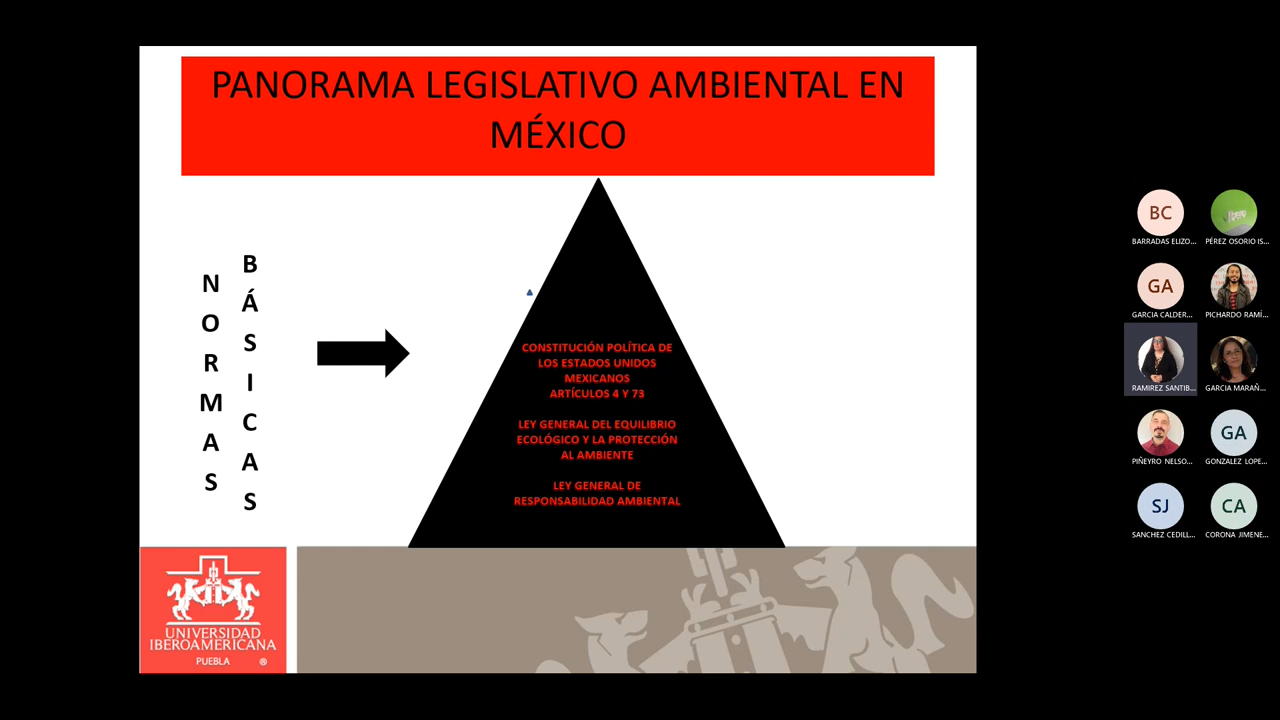 PANORAMA LEGISLATIVO AMBIENTAL EN
MÉXICO
NORMAS
BÁSICAS
CONSTITUCIÓN POLÍTICA DE
LOS ESTADOS UNIDOS
MEXICANOS
ARTÍCULOS 4 Y 73
LEY GENERAL DEL EQUILIBRIO
ECOLÓGICO Y LA PROTECCIÓN
AL AMBIENTE
LEY GENERAL DE
RESPONSABILIDAD AMBIENTAL
UNIVERSIDAD
IBEROAMERICANA
PUEBLA ®
BC
BARRADAS ELIZO...
Ibero
PÉREZ OSORIO IS...
GA
GARCIA CALDER...
PICHARDO RAMÍ...
RAMIREZ SANTIB...
GARCIA MARAÑ...
PIÑEYRO NELSO...
GA
GONZALEZ LOPE...
SJ
SANCHEZ CEDILL...
CA
CORONA JIMENE...